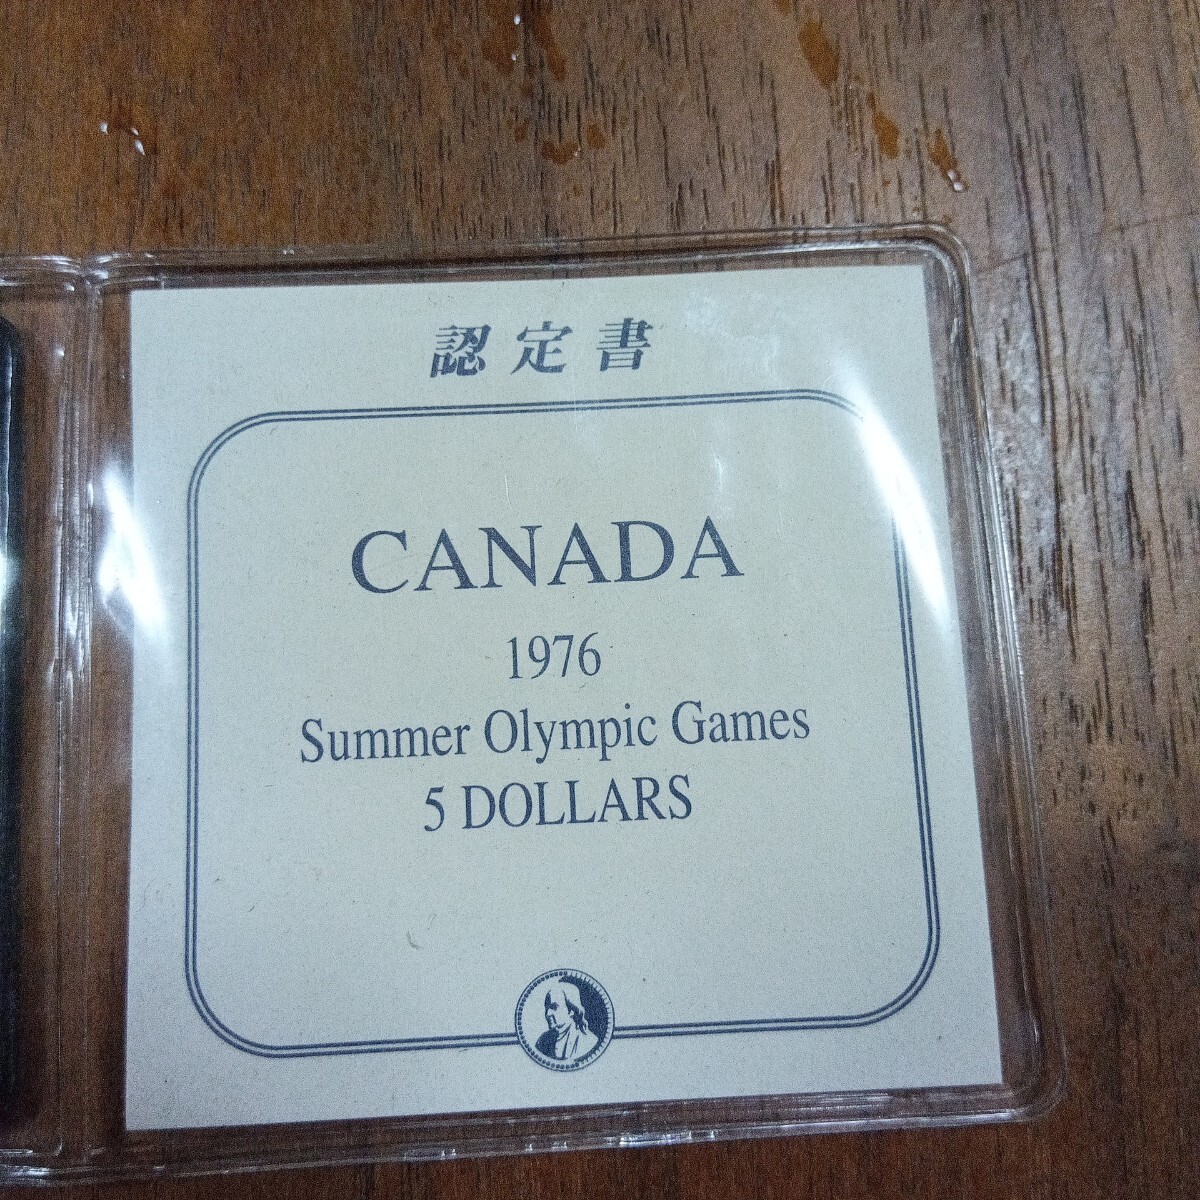 認定書
CANADA
1976
Summer Olympic Games
5 DOLLARS